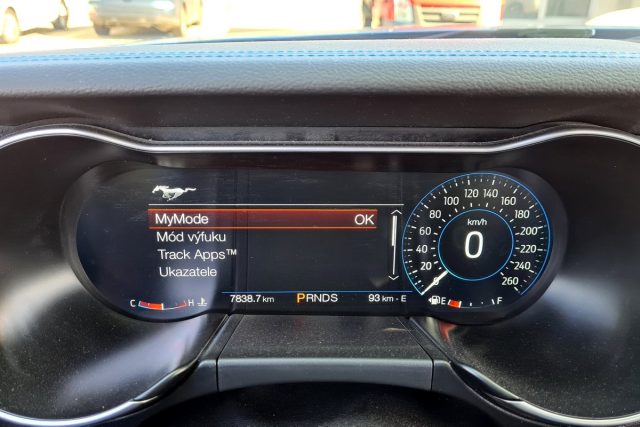 MyMode OK
Mód výfuku
Track Apps™
Ukazatele
C H
7838.7 km PRNDS 93 km - E
20 40 60 80 100 120 140 160 180 200 220 240 260
km/h
0
E F